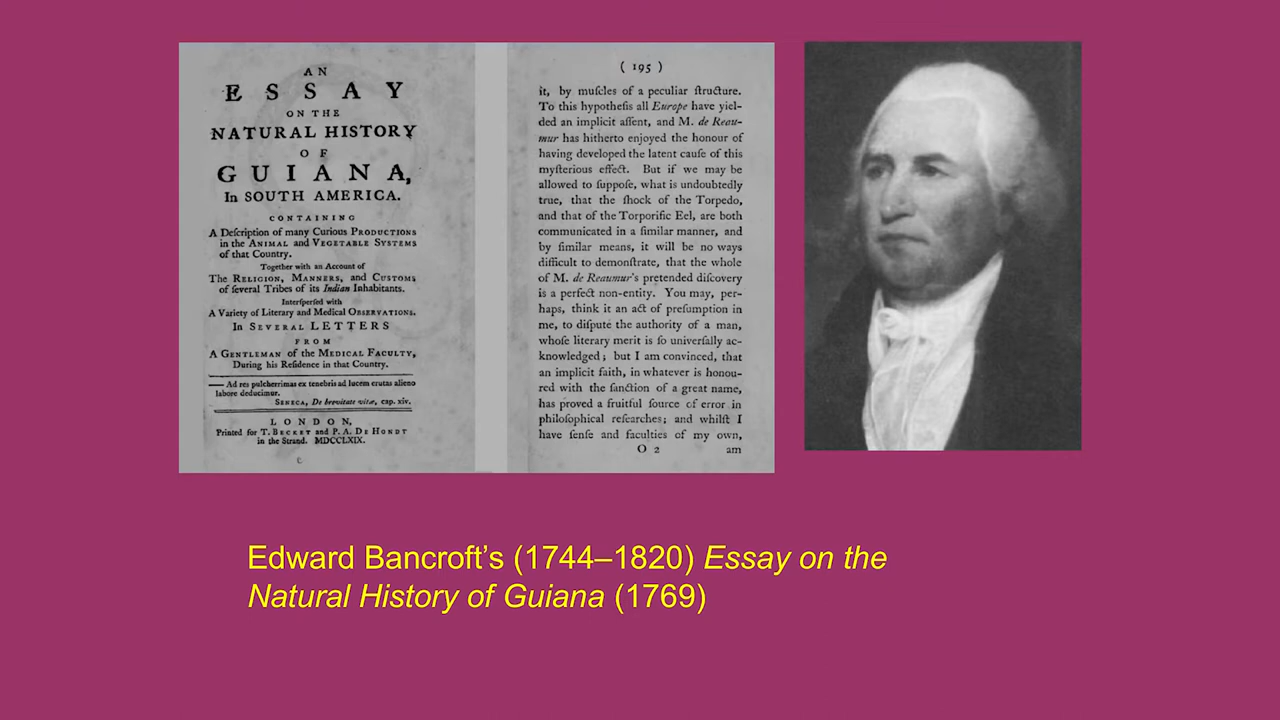 AN
ESSAY
ON THE
NATURAL HISTORY
OF
GUIANA,
In SOUTH AMERICA.
CONTAINING
A Deſcription of many Curious PRODUCTIONS
in the ANIMAL and VEGETABLE SYSTEMS
of that Country.
Together with an Account of
The RELIGION, MANNERS, and CUSTOMS
of ſeveral Tribes of its Indian Inhabitants.
Interſperſed with
A Variety of Literary and Medical OBSERVATIONS.
In SEVERAL LETTERS
FROM
A GENTLEMAN of the MEDICAL FACULTY,
During his Reſidence in that Country.
—— Ad res pulcherrimas ex tenebris ad lucem erutas alieno
labore deducimur.
SENECA, De brevitate vitæ, cap. xiv.
LONDON,
Printed for T. BECKET and P. A. DE HONDT
in the Strand. MDCCLXIX.
( 195 )
it, by muſcles of a peculiar ſtructure.
To this hypotheſis all Europe have yiel-
ded an implicit aſſent, and M. de Reau-
mur has hitherto enjoyed the honour of
having developed the latent cauſe of this
myſterious effect. But if we may be
allowed to ſuppoſe, what is undoubtedly
true, that the ſhock of the Torpedo,
and that of the Torporific Eel, are both
communicated in a ſimilar manner, and
by ſimilar means, it will be no ways
difficult to demonſtrate, that the whole
of M. de Reaumur's pretended diſcovery
is a perfect non-entity. You may, per-
haps, think it an act of preſumption in
me, to diſpute the authority of a man,
whoſe literary merit is ſo univerſally ac-
knowledged; but I am convinced, that
an implicit faith, in whatever is honou-
red with the ſanction of a great name,
has proved a fruitful ſource of error in
philoſophical reſearches; and whilſt I
have ſenſe and faculties of my own,
O 2 am
Edward Bancroft’s (1744–1820) Essay on the
Natural History of Guiana (1769)